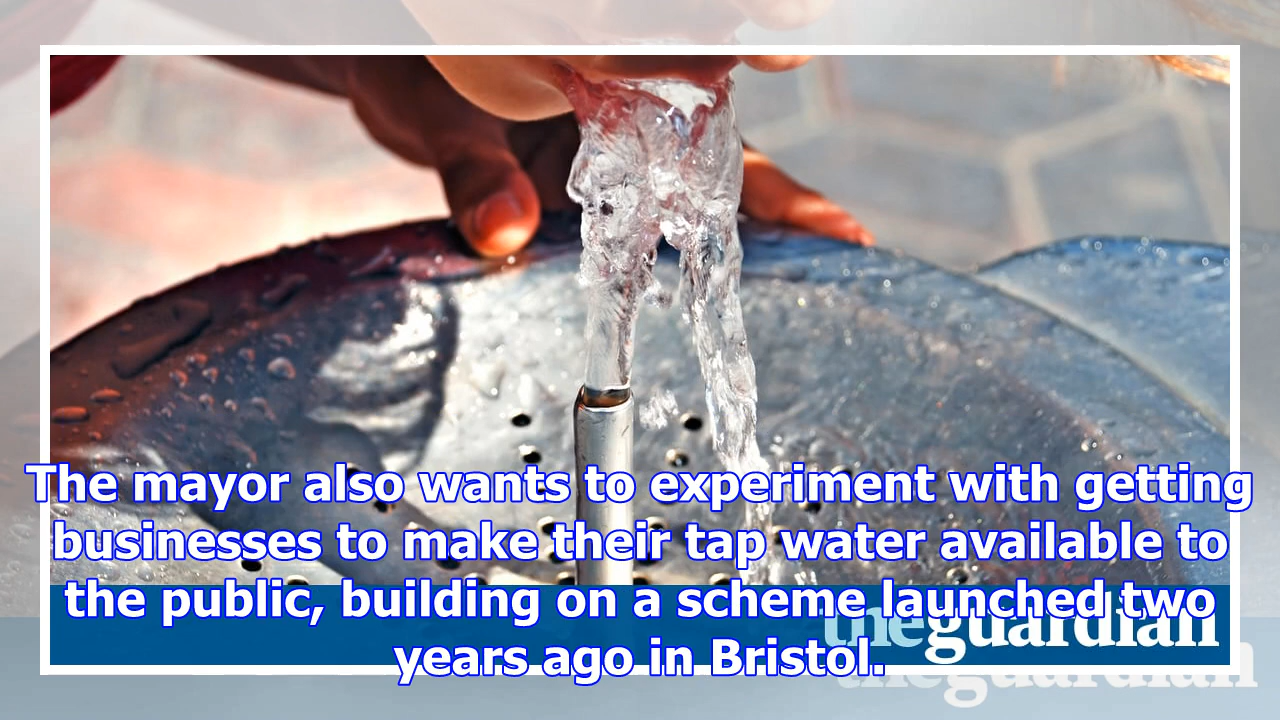 The mayor also wants to experiment with getting
businesses to make their tap water available to
the public, building on a scheme launched two
years ago in Bristol.
theguardian
theguardian